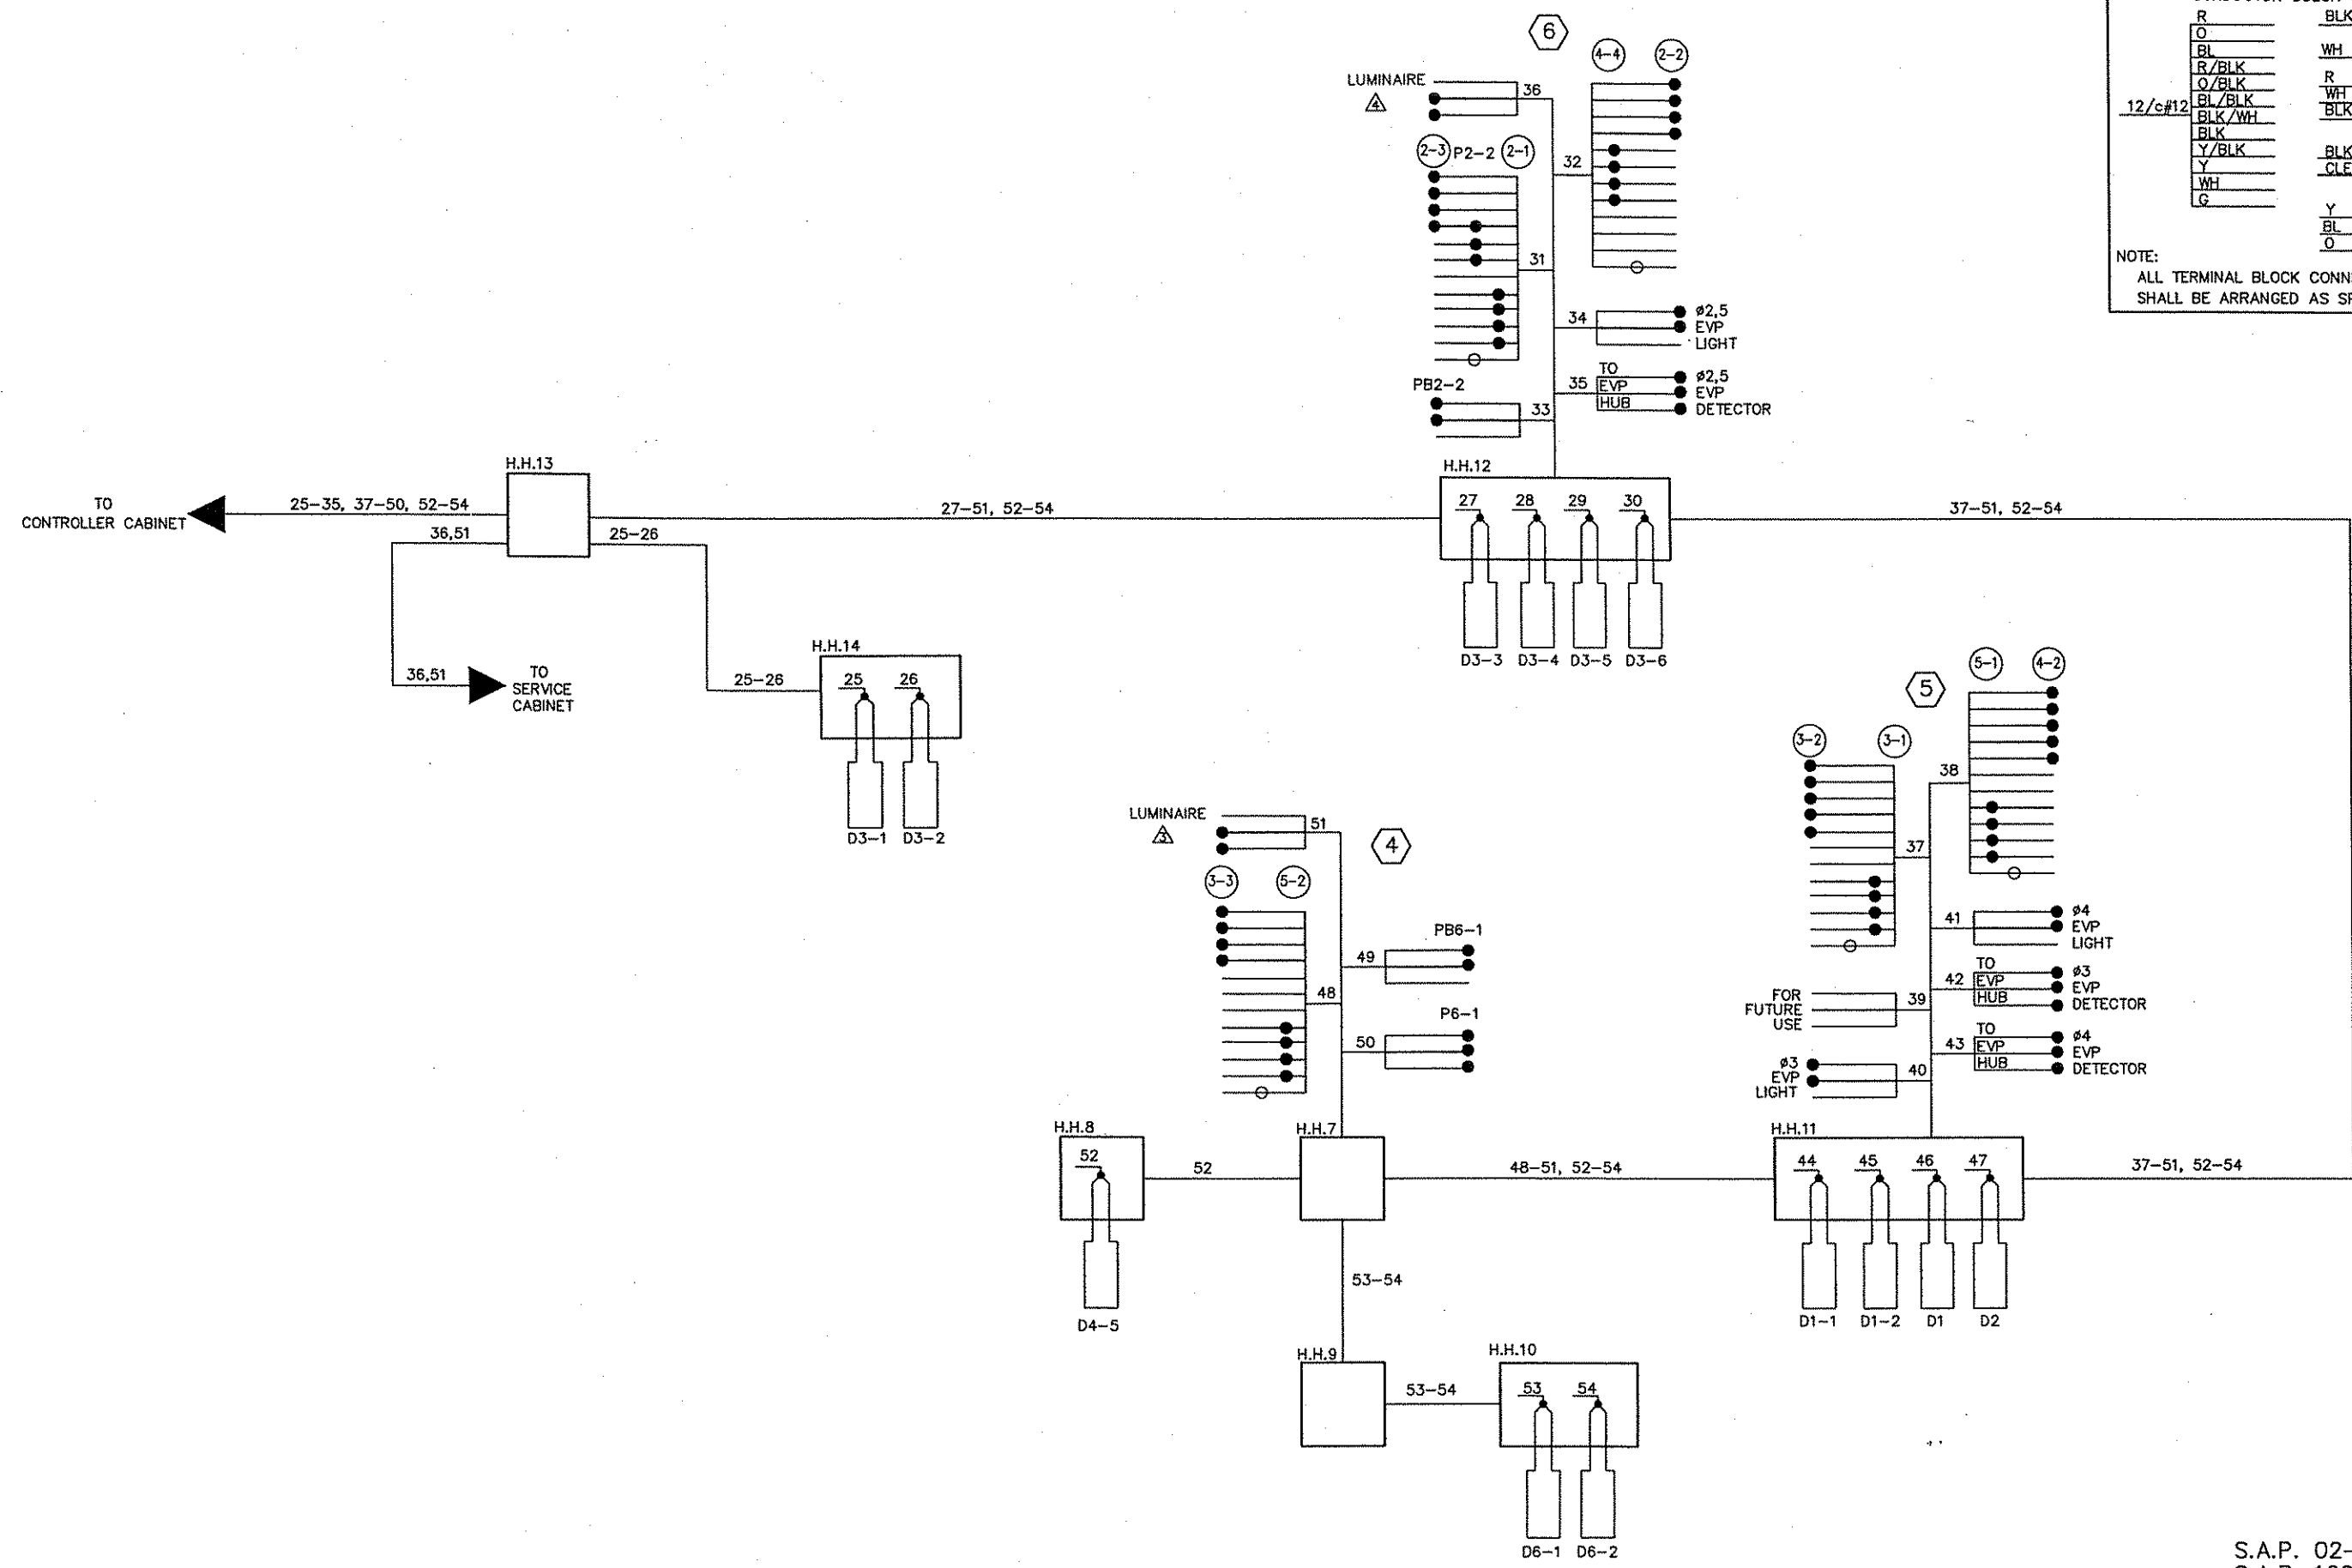 6
4-4
2-2
LUMINAIRE
4
36
2-3
P2-2
2-1
32
31
34
ø2,5
EVP
LIGHT
35
TO
EVP
HUB
ø2,5
EVP
DETECTOR
PB2-2
33
R
O
BL
R/BLK
O/BLK
BL/BLK
BLK/WH
BLK
Y/BLK
Y
WH
G
12/c#12
BLK
WH
R
WH
BLK
BLK
Y
BL
O
NOTE:
ALL TERMINAL BLOCK
SHALL BE ARRANGED AS
H.H.13
TO
CONTROLLER CABINET
25-35, 37-50, 52-54
36,51
25-26
27-51, 52-54
H.H.12
27
28
29
30
37-51, 52-54
D3-3
D3-4
D3-5
D3-6
36,51
TO
SERVICE
CABINET
25-26
H.H.14
25
26
D3-1
D3-2
5
5-1
4-2
3-2
3-1
38
37
41
ø4
EVP
LIGHT
42
TO
EVP
HUB
ø3
EVP
DETECTOR
FOR
FUTURE
USE
39
43
TO
EVP
HUB
ø4
EVP
DETECTOR
ø3
EVP
LIGHT
40
LUMINAIRE
3
51
4
3-3
5-2
48
49
PB6-1
50
P6-1
H.H.8
52
52
D4-5
H.H.7
48-51, 52-54
H.H.11
44
45
46
47
37-51, 52-54
D1-1
D1-2
D1
D2
53-54
H.H.9
53-54
H.H.10
53
54
D6-1
D6-2
S.A.P. 02-